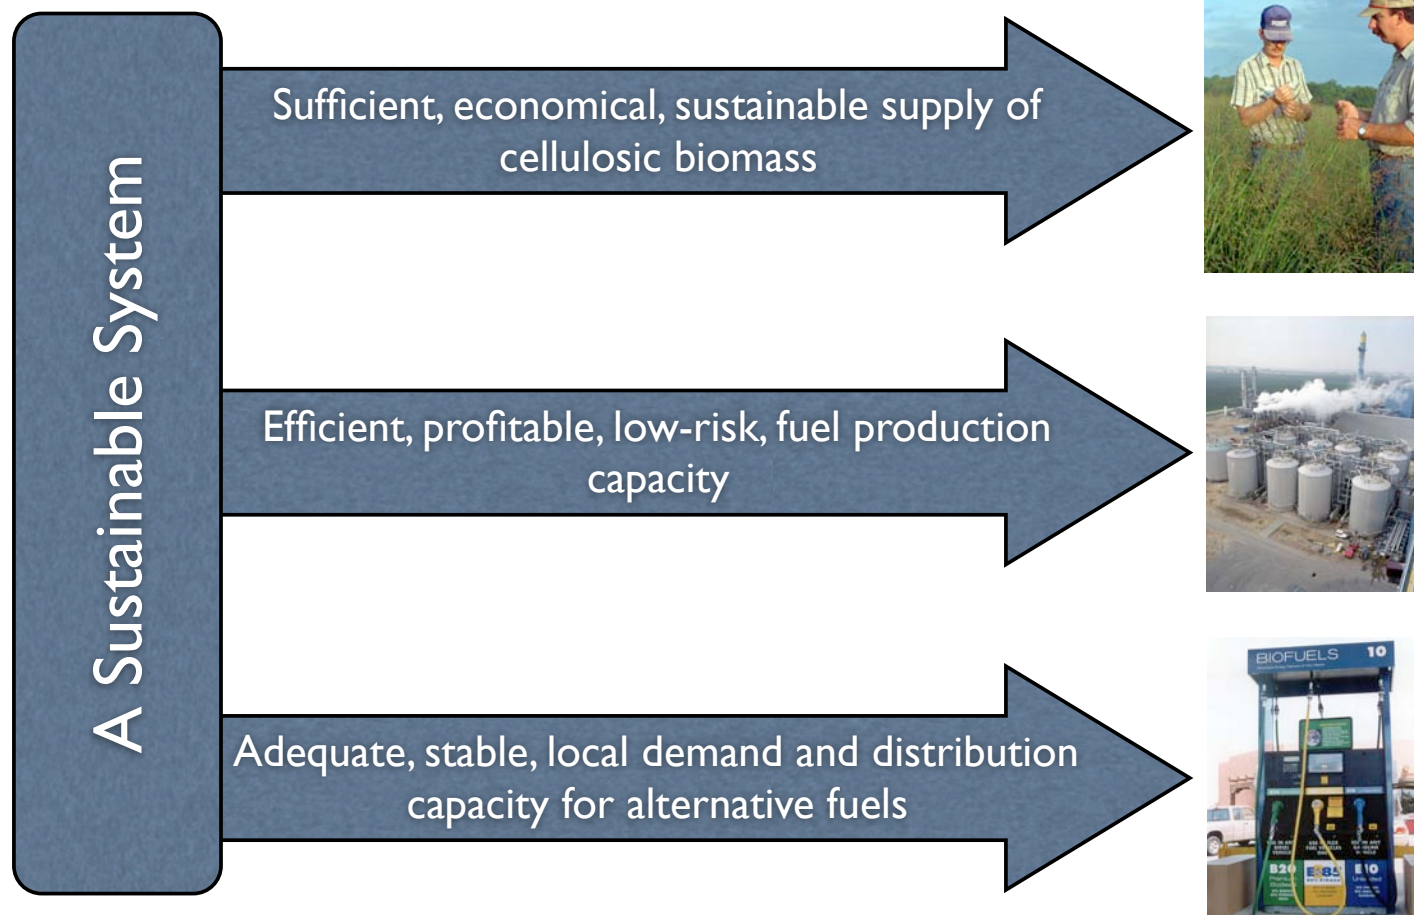 A Sustainable System
Sufficient, economical, sustainable supply of
cellulosic biomass
Efficient, profitable, low-risk, fuel production
capacity
Adequate, stable, local demand and distribution
capacity for alternative fuels
BIOFUELS 10
B20
E-85
E10